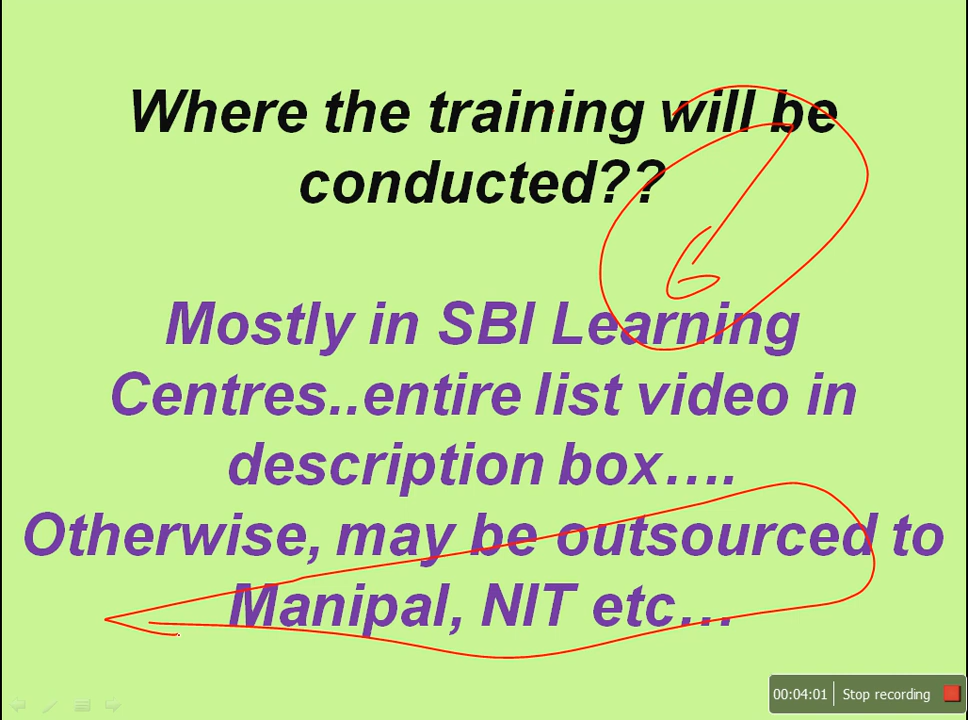 Where the training will be
conducted??
Mostly in SBI Learning
Centres..entire list video in
description box....
Otherwise, may be outsourced to
Manipal, NIT etc...
00:04:01 Stop recording